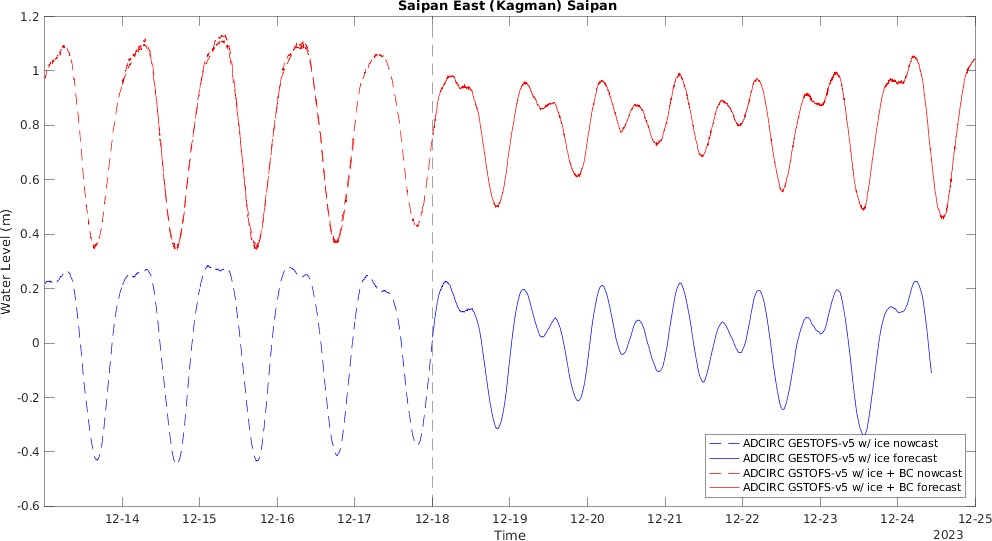 Saipan East (Kagman) Saipan
1.2
1
0.8
0.6
0.4
0.2
0
-0.2
-0.4
-0.6
Water Level (m)
12-14 12-15 12-16 12-17 12-18 12-19 12-20 12-21 12-22 12-23 12-24 12-25
Time
2023
ADCIRC GESTOFS-v5 w/ ice nowcast
ADCIRC GESTOFS-v5 w/ ice forecast
ADCIRC GSTOFS-v5 w/ ice + BC nowcast
ADCIRC GSTOFS-v5 w/ ice + BC forecast